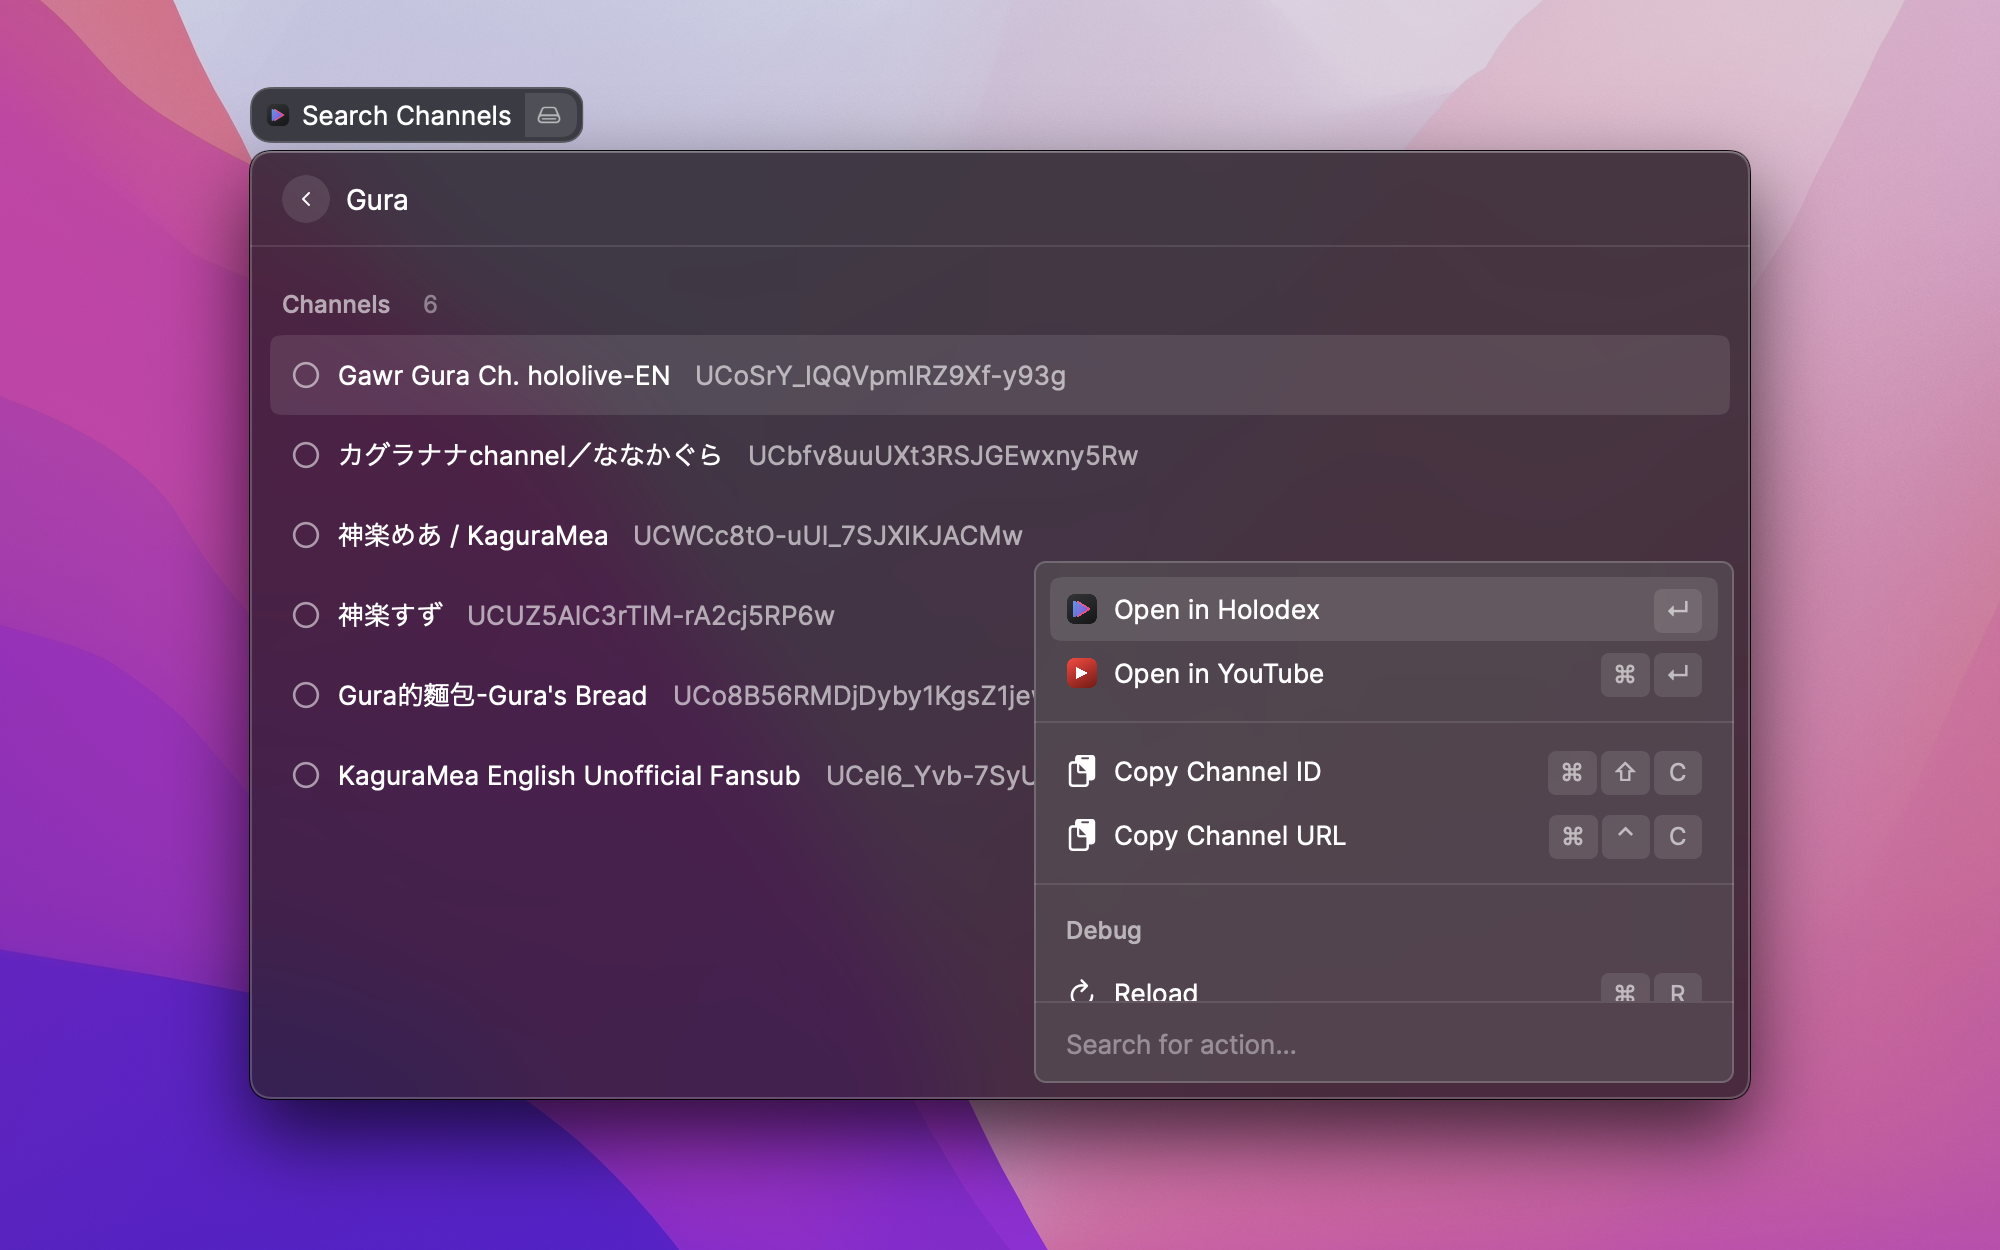 Search Channels
Gura
Channels 6
Gawr Gura Ch. hololive-EN UCoSrY_IQQVpmIRZ9Xf-y93g
カグラナナchannel／ななかぐら UCbfv8uuUXt3RSJGEwxny5Rw
神楽めあ / KaguraMea UCWCc8tO-uUl_7SJXIKJACMw
神楽すず UCUZ5AlC3rTlM-rA2cj5RP6w
Gura的麵包-Gura's Bread UCo8B56RMDjDyby1KgsZ1je
KaguraMea English Unofficial Fansub UCeI6_Yvb-7SyU
Open in Holodex ↵
Open in YouTube ⌘ ↵
Copy Channel ID ⌘ ⇧ C
Copy Channel URL ⌘ ^ C
Debug
Reload ⌘ R
Search for action...